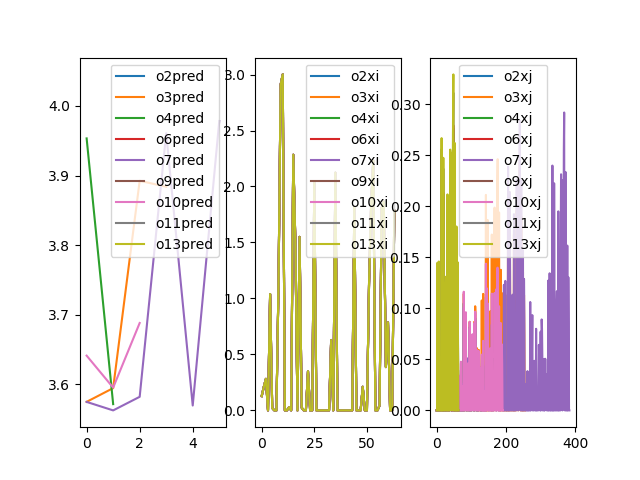 o2pred
o3pred
o4pred
o6pred
o7pred
o9pred
o10pred
o11pred
o13pred
4.0
3.9
3.8
3.7
3.6
0
2
4
o2xi
o3xi
o4xi
o6xi
o7xi
o9xi
o10xi
o11xi
o13xi
3.0
2.5
2.0
1.5
1.0
0.5
0.0
0
25
50
o2xj
o3xj
o4xj
o6xj
o7xj
o9xj
o10xj
o11xj
o13xj
0.30
0.25
0.20
0.15
0.10
0.05
0.00
0
200
400